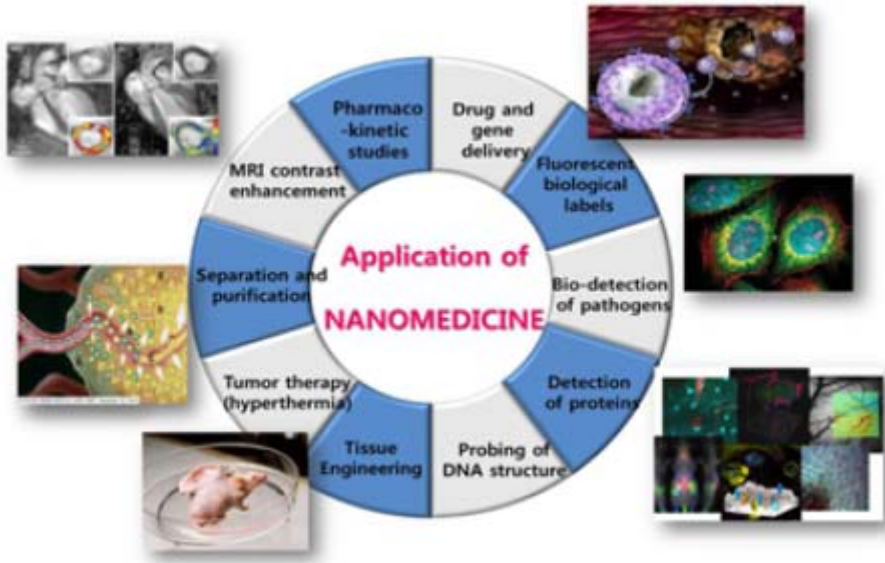 Application of
NANOMEDICINE
Drug and
gene
delivery
Fluorescent
biological
labels
Bio-detection
of pathogens
Detection
of proteins
Probing of
DNA structure
Tissue
Engineering
Tumor therapy
(hyperthermia)
Separation and
purification
MRI contrast
enhancement
Pharmaco
-kinetic
studies